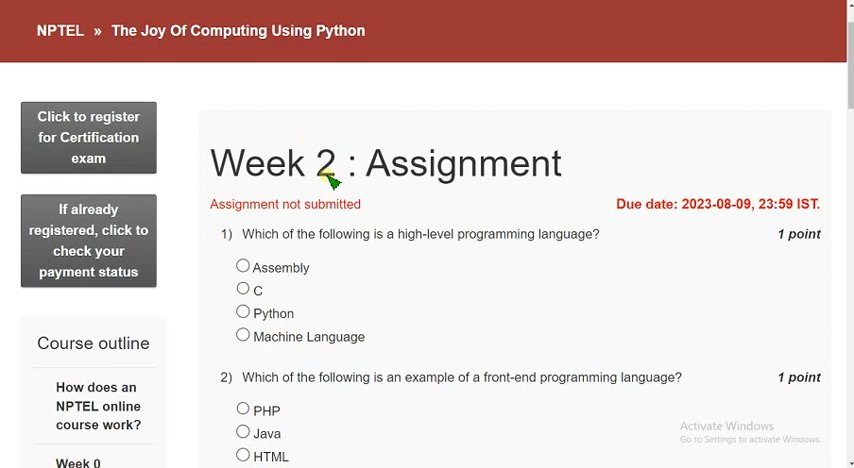 NPTEL » The Joy Of Computing Using Python
Click to register
for Certification
exam
If already
registered, click to
check your
payment status
Course outline
How does an
NPTEL online
course work?
Week 0
Week 2 : Assignment
Assignment not submitted
Due date: 2023-08-09, 23:59 IST.
1) Which of the following is a high-level programming language? 1 point
Assembly
C
Python
Machine Language
2) Which of the following is an example of a front-end programming language? 1 point
PHP
Java
HTML
Activate Windows
Go to Settings to activate Windows.